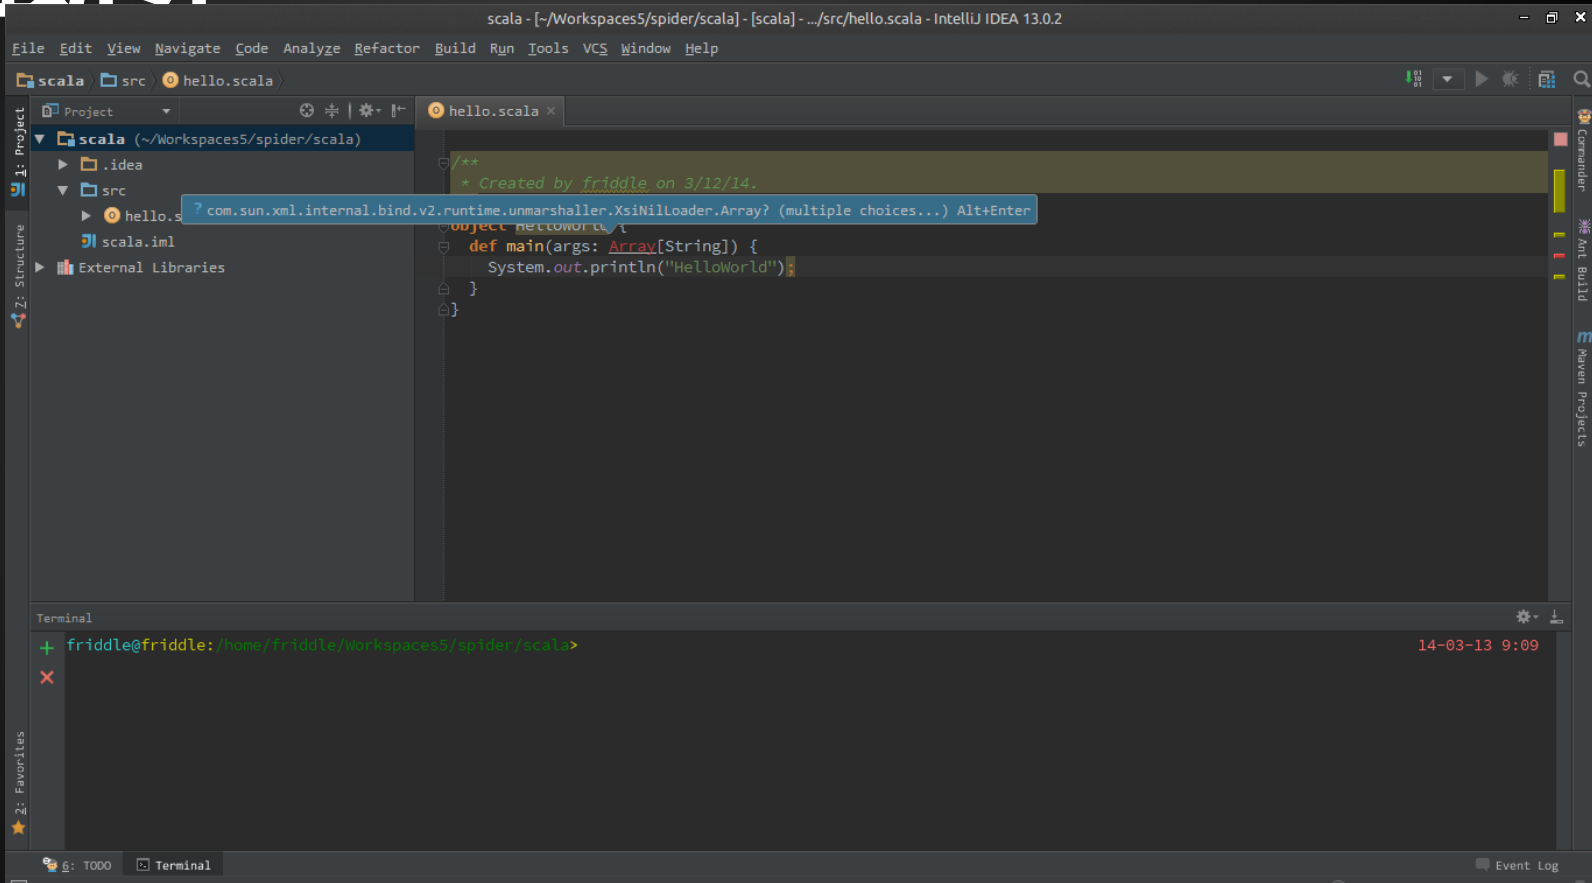 scala - [~/Workspaces5/spider/scala] - [scala] - .../src/hello.scala - IntelliJ IDEA 13.0.2
File Edit View Navigate Code Analyze Refactor Build Run Tools VCS Window Help
scala src hello.scala
Project
hello.scala
1: Project
scala (~/Workspaces5/spider/scala)
.idea
src
scala.iml
External Libraries
/**
* Created by friddle on 3/12/14.
? com.sun.xml.internal.bind.v2.runtime.unmarshaller.XsiNilLoader.Array? (multiple choices...) Alt+Enter
object HelloWorld {
def main(args: Array[String]) {
System.out.println("HelloWorld");
}
}
Commander
Ant Build
Maven Projects
Z: Structure
2: Favorites
Terminal
friddle@friddle:/home/friddle/Workspaces5/spider/scala>
14-03-13 9:09
6: TODO
Terminal
Event Log